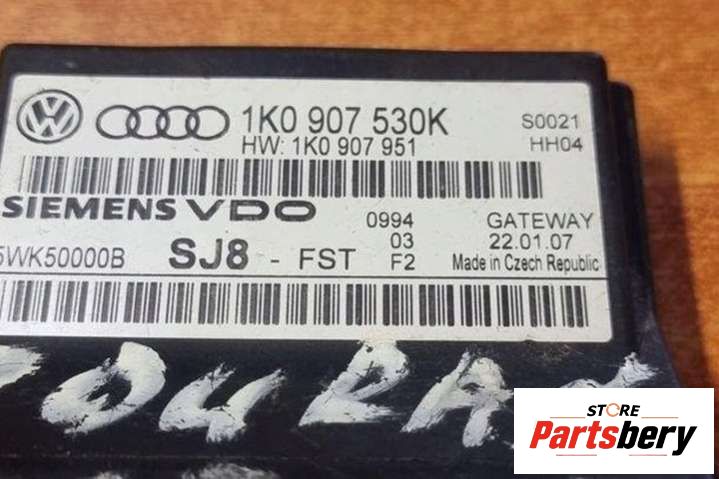 1K0 907 530K
S0021
HW: 1K0 907 951
HH04
SIEMENS VDO
0994
GATEWAY
5WK50000B
SJ8 - FST
03
F2
22.01.07
Made in Czech Republic
STORE
Partsbery